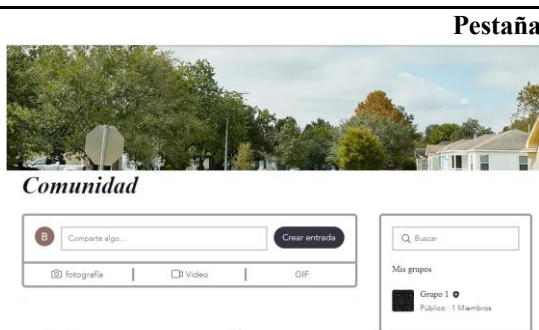 Pestaña
Comunidad
B
Comparte algo...
Crear entrada
fotografía
Video
GIF
Buscar
Mis grupos
Grupo 1
Público · 1 Miembros